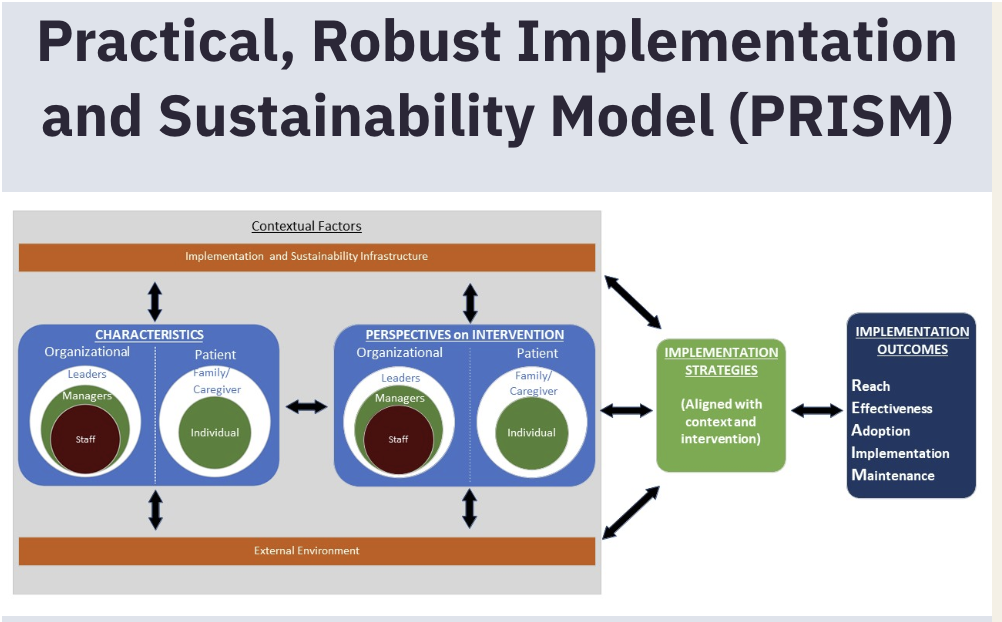 Practical, Robust Implementation
and Sustainability Model (PRISM)
Contextual Factors
Implementation and Sustainability Infrastructure
CHARACTERISTICS
Organizational
Patient
Leaders
Managers
Staff
Family/
Caregiver
Individual
PERSPECTIVES on INTERVENTION
Organizational
Patient
Leaders
Managers
Staff
Family/
Caregiver
Individual
External Environment
IMPLEMENTATION
STRATEGIES
(Aligned with
context and
intervention)
IMPLEMENTATION
OUTCOMES
Reach
Effectiveness
Adoption
Implementation
Maintenance